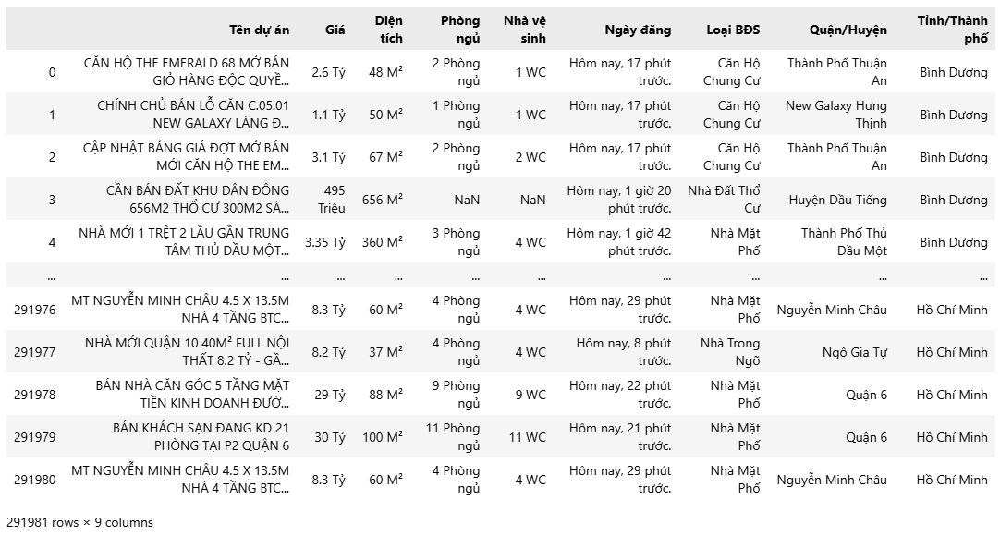 Tên dự án Giá Diện tích Phòng ngủ Nhà vệ sinh Ngày đăng Loại BĐS Quận/Huyện Tỉnh/Thành phố
0 CĂN HỘ THE EMERALD 68 MỞ BÁN GIỎ HÀNG ĐỘC QUYỀ... 2.6 Tỷ 48 M² 2 Phòng ngủ 1 WC Hôm nay, 17 phút trước. Căn Hộ Chung Cư Thành Phố Thuận An Bình Dương
1 CHÍNH CHỦ BÁN LỖ CĂN C.05.01 NEW GALAXY LÀNG Đ... 1.1 Tỷ 50 M² 1 Phòng ngủ 1 WC Hôm nay, 17 phút trước. Căn Hộ Chung Cư New Galaxy Hưng Thịnh Bình Dương
2 CẬP NHẬT BẢNG GIÁ ĐỢT MỞ BÁN MỚI CĂN HỘ THE EM... 3.1 Tỷ 67 M² 2 Phòng ngủ 2 WC Hôm nay, 17 phút trước. Căn Hộ Chung Cư Thành Phố Thuận An Bình Dương
3 CẦN BÁN ĐẤT KHU DÂN ĐÔNG 656M2 THỔ CƯ 300M2 SÁ... 495 Triệu 656 M² NaN NaN Hôm nay, 1 giờ 20 phút trước. Nhà Đất Thổ Cư Huyện Dầu Tiếng Bình Dương
4 NHÀ MỚI 1 TRỆT 2 LẦU GẦN TRUNG TÂM THỦ DẦU MỘT... 3.35 Tỷ 360 M² 3 Phòng ngủ 4 WC Hôm nay, 1 giờ 42 phút trước. Nhà Mặt Phố Thành Phố Thủ Dầu Một Bình Dương
... ... ... ... ... ... ... ... ... ...
291976 MT NGUYỄN MINH CHÂU 4.5 X 13.5M NHÀ 4 TẦNG BTC... 8.3 Tỷ 60 M² 4 Phòng ngủ 4 WC Hôm nay, 29 phút trước. Nhà Mặt Phố Nguyễn Minh Châu Hồ Chí Minh
291977 NHÀ MỚI QUẬN 10 40M² FULL NỘI THẤT 8.2 TỶ - GẦ... 8.2 Tỷ 37 M² 4 Phòng ngủ 4 WC Hôm nay, 8 phút trước. Nhà Trong Ngõ Ngô Gia Tự Hồ Chí Minh
291978 BÁN NHÀ CĂN GÓC 5 TẦNG MẶT TIỀN KINH DOANH ĐƯỜ... 29 Tỷ 88 M² 9 Phòng ngủ 9 WC Hôm nay, 22 phút trước. Nhà Mặt Phố Quận 6 Hồ Chí Minh
291979 BÁN KHÁCH SẠN ĐANG KD 21 PHÒNG TẠI P2 QUẬN 6 30 Tỷ 100 M² 11 Phòng ngủ 11 WC Hôm nay, 21 phút trước. Nhà Mặt Phố Quận 6 Hồ Chí Minh
291980 MT NGUYỄN MINH CHÂU 4.5 X 13.5M NHÀ 4 TẦNG BTC... 8.3 Tỷ 60 M² 4 Phòng ngủ 4 WC Hôm nay, 29 phút trước. Nhà Mặt Phố Nguyễn Minh Châu Hồ Chí Minh
291981 rows × 9 columns